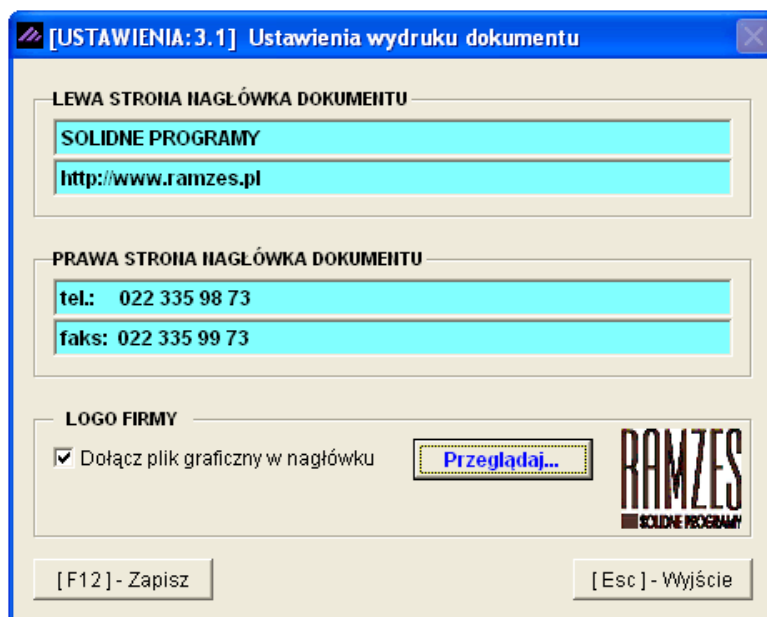 [USTAWIENIA:3.1] Ustawienia wydruku dokumentu
LEWA STRONA NAGŁÓWKA DOKUMENTU
SOLIDNE PROGRAMY
http://www.ramzes.pl
PRAWA STRONA NAGŁÓWKA DOKUMENTU
tel.: 022 335 98 73
faks: 022 335 99 73
LOGO FIRMY
Dołącz plik graficzny w nagłówku
Przeglądaj...
RAMZES
SOLIDNE PROGRAMY
[F12] - Zapisz
[Esc] - Wyjście